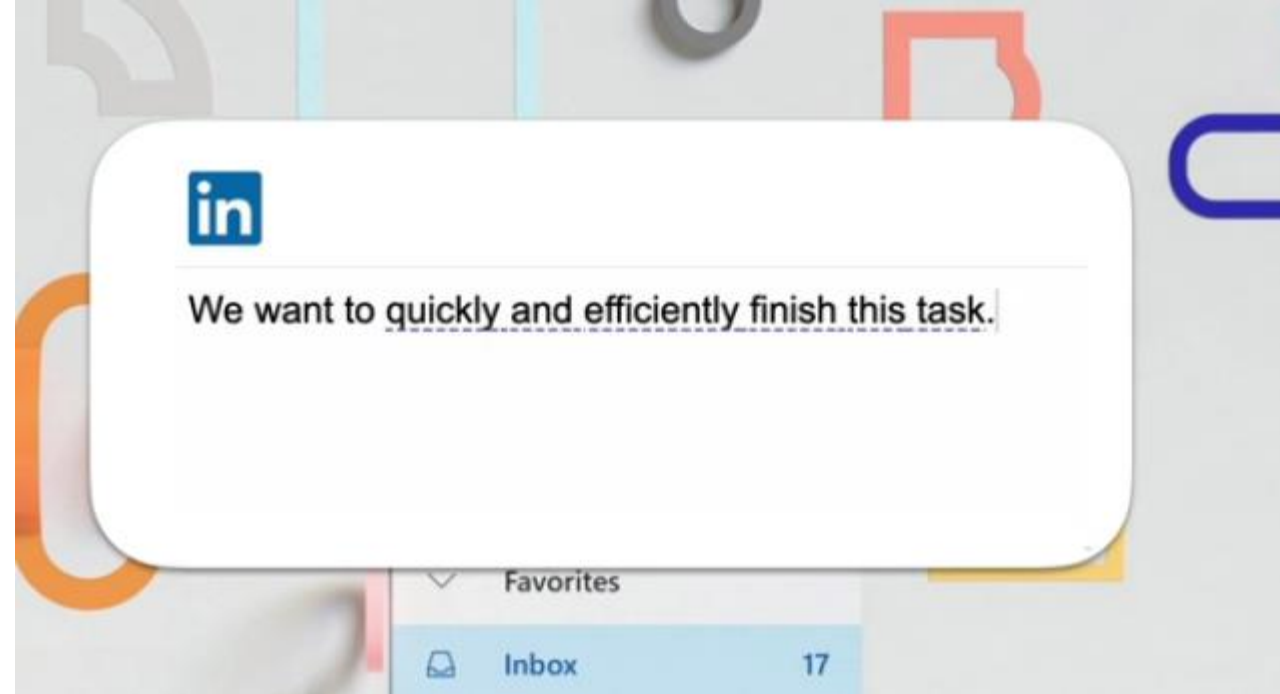 in
We want to quickly and efficiently finish this task.
Favorites
Inbox 17